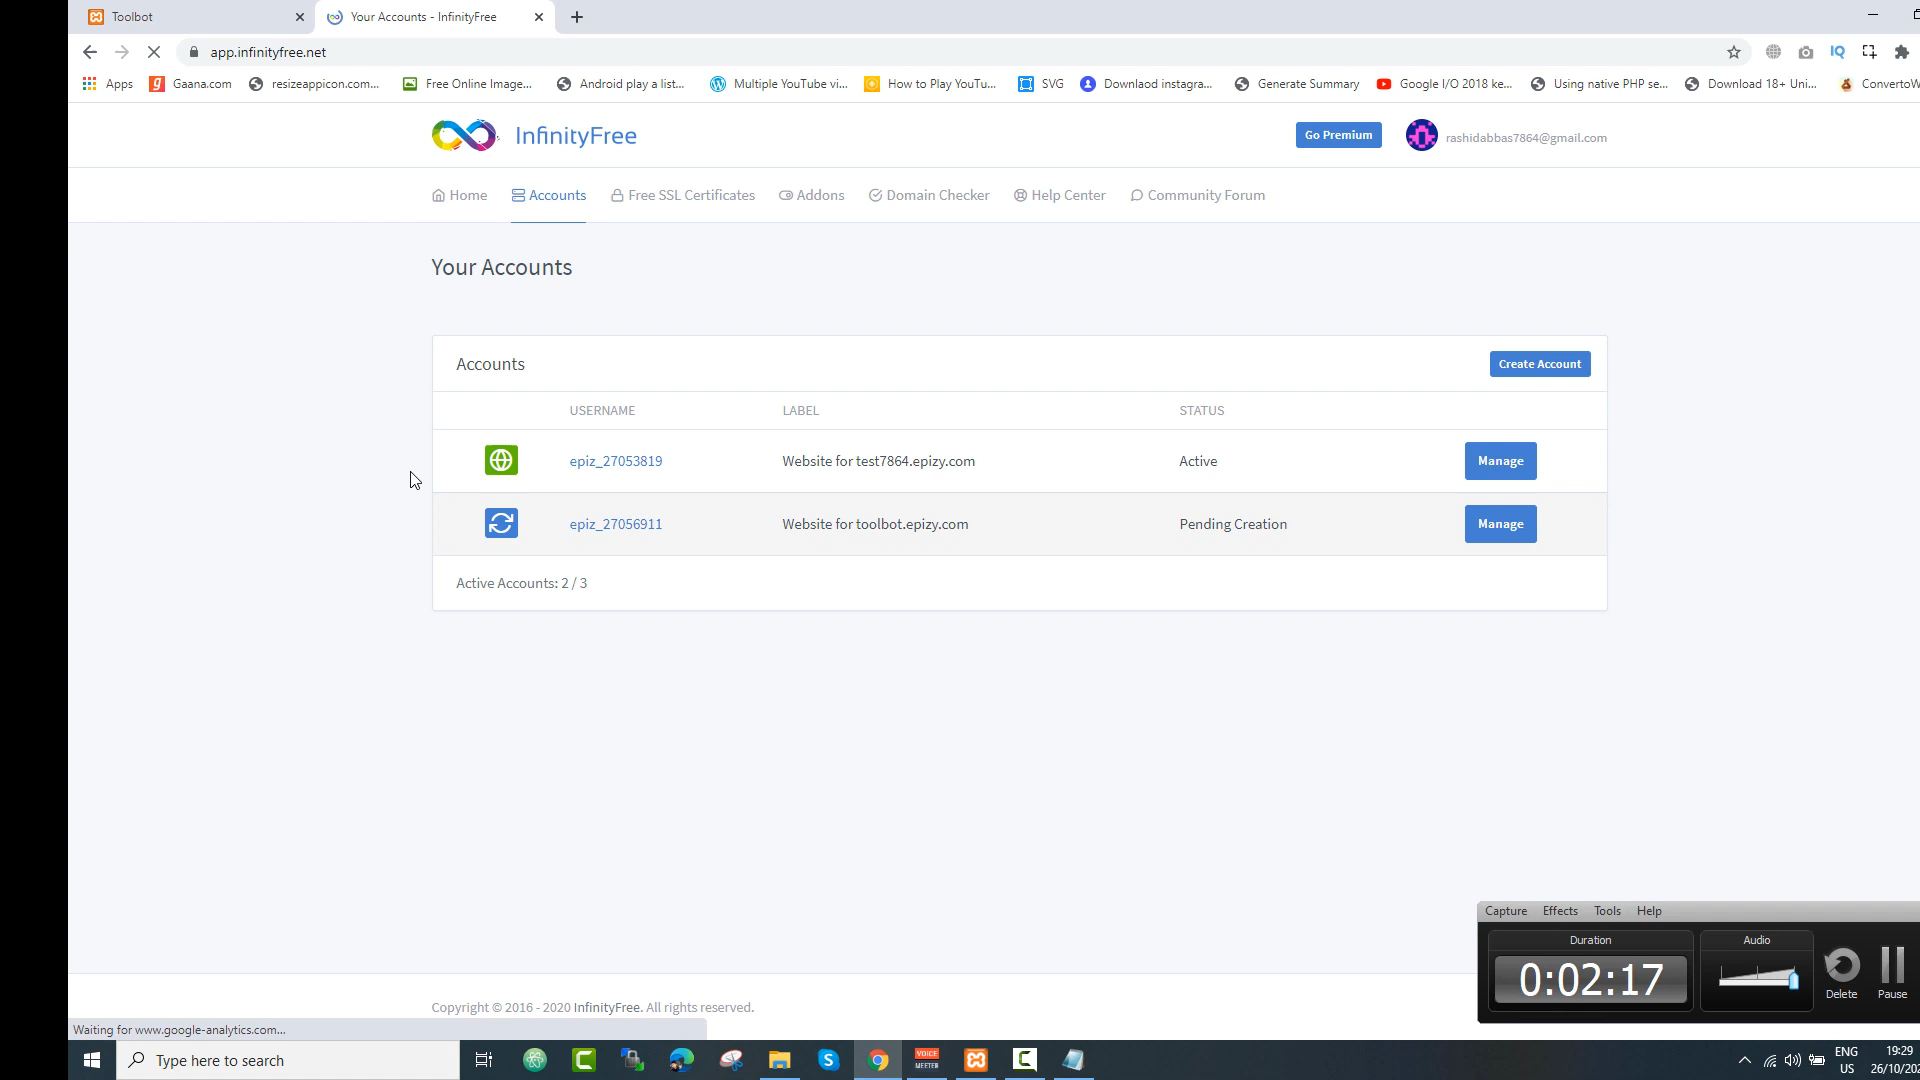 Toolbot
Your Accounts - InfinityFree
app.infinityfree.net
Apps Gaana.com resizeappicon.com... Free Online Image... Android play a list... Multiple YouTube vi... How to Play YouTu... SVG Downlaod instagra... Generate Summary Google I/O 2018 ke... Using native PHP se... Download 18+ Uni... ConvertoW
InfinityFree
Go Premium
rashidabbas7864@gmail.com
Home Accounts Free SSL Certificates Addons Domain Checker Help Center Community Forum
Your Accounts
Accounts
Create Account
USERNAME LABEL STATUS
epiz_27053819 Website for test7864.epizy.com Active Manage
epiz_27056911 Website for toolbot.epizy.com Pending Creation Manage
Active Accounts: 2 / 3
Capture Effects Tools Help
Duration Audio
0:02:17
Delete Pause
Copyright © 2016 - 2020 InfinityFree. All rights reserved.
Waiting for www.google-analytics.com...
Type here to search
VOICE
MEETER
ENG
US
19:29
26/10/202